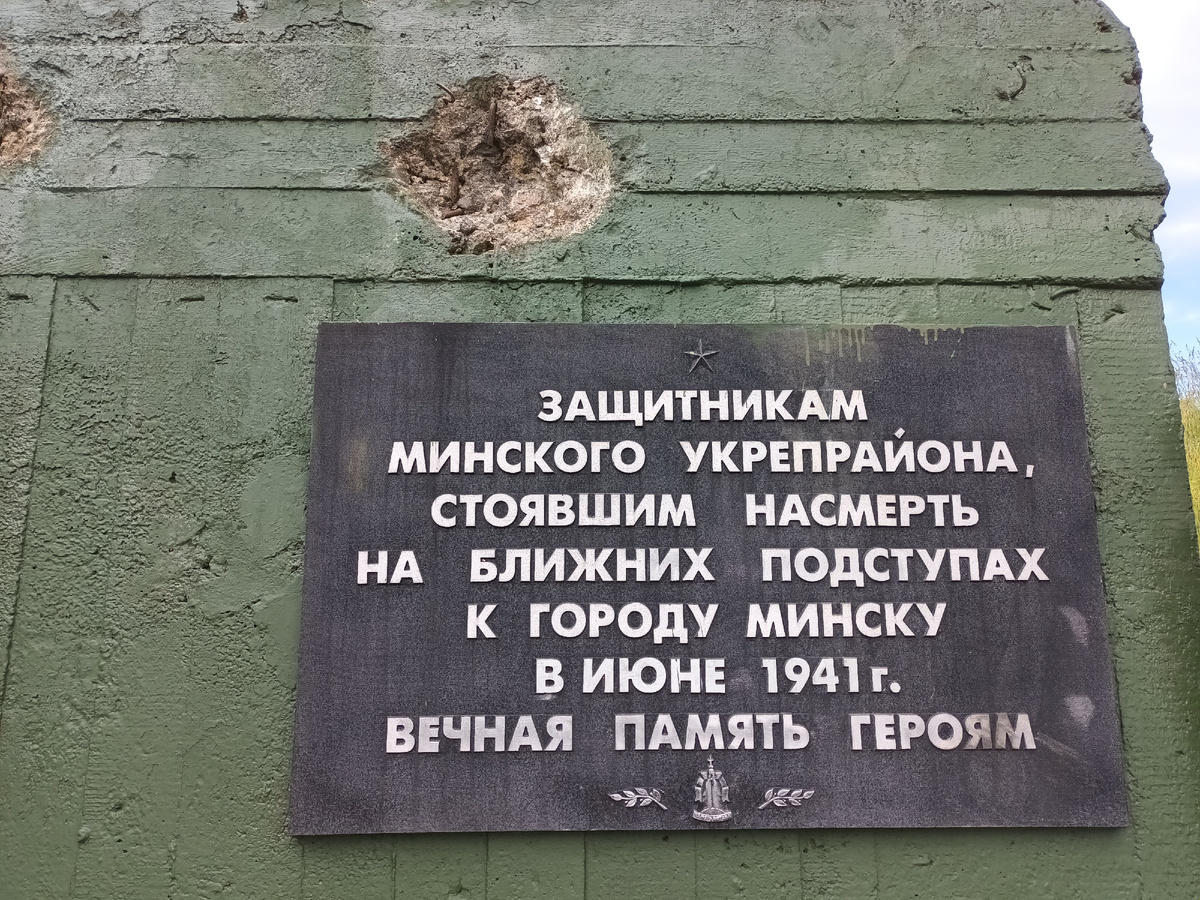 ЗАЩИТНИКАМ
МИНСКОГО УКРЕПРАЙОНА,
СТОЯВШИМ НАСМЕРТЬ
НА БЛИЖНИХ ПОДСТУПАХ
К ГОРОДУ МИНСКУ
В ИЮНЕ 1941 г.
ВЕЧНАЯ ПАМЯТЬ ГЕРОЯМ